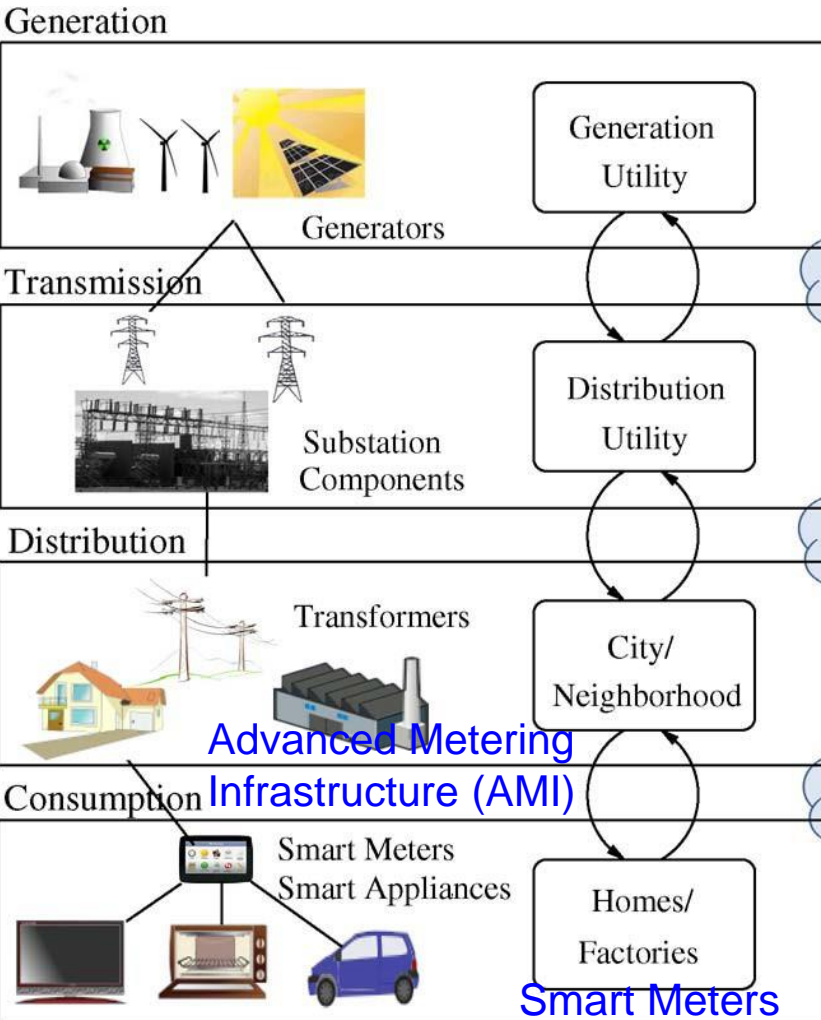 Generation
Generation
Utility
Generators
Transmission
Distribution
Utility
Substation
Components
Distribution
Transformers
City/
Neighborhood
Advanced Metering
Infrastructure (AMI)
Consumption
Smart Meters
Smart Appliances
Homes/
Factories
Smart Meters